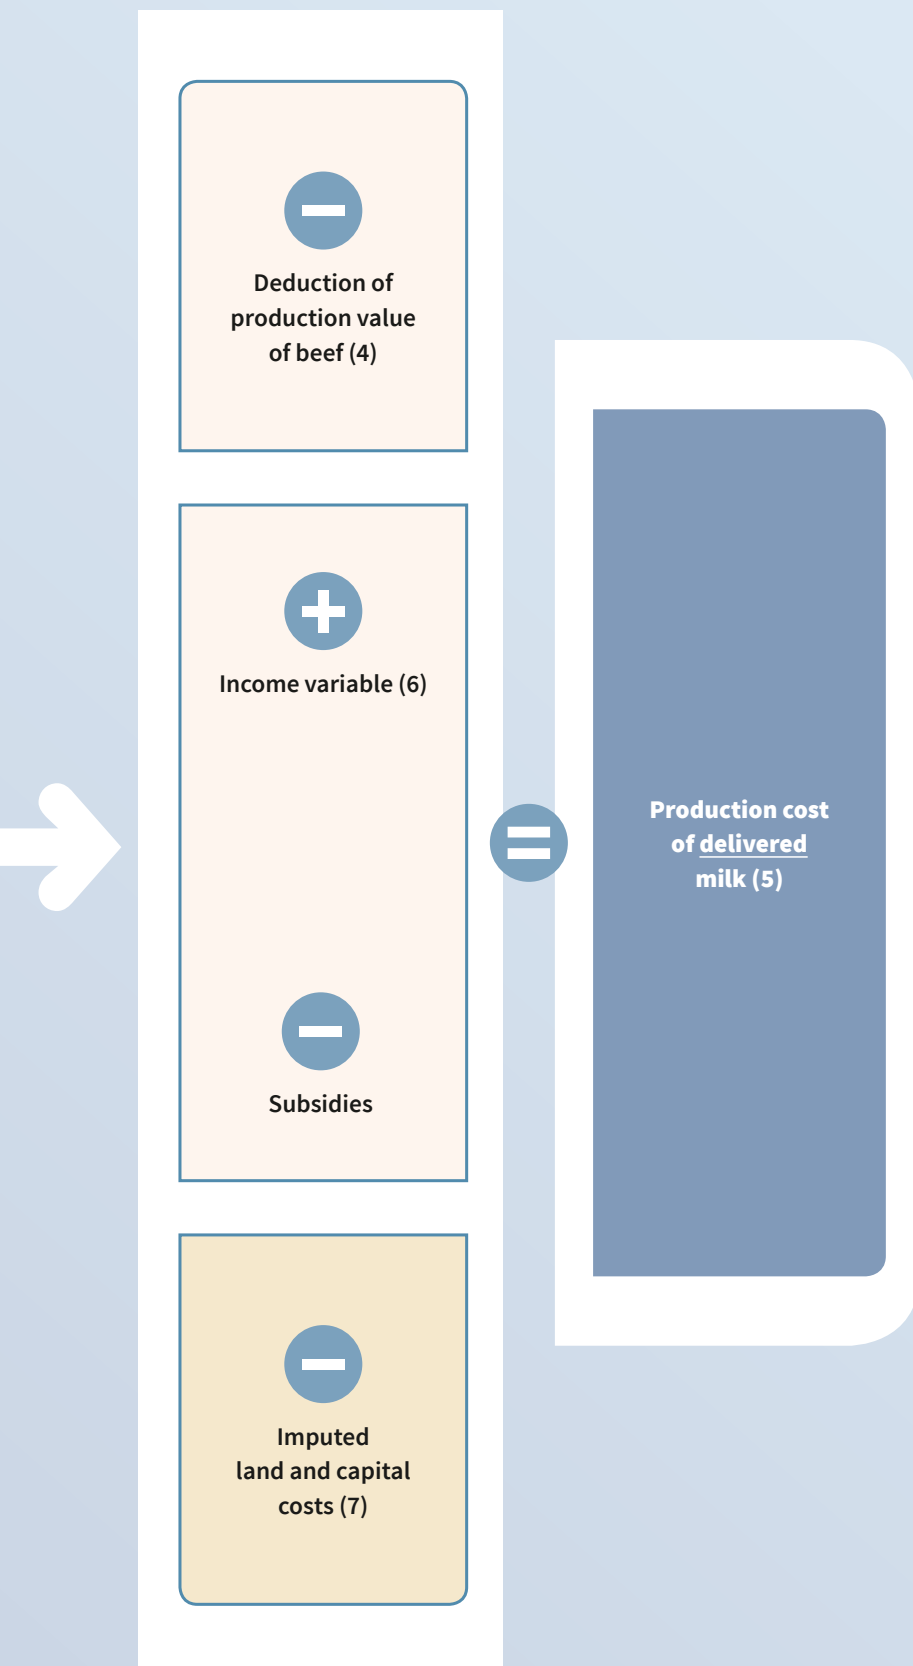 Deduction of
production value
of beef (4)
Income variable (6)
Subsidies
Imputed
land and capital
costs (7)
Production cost
of delivered
milk (5)